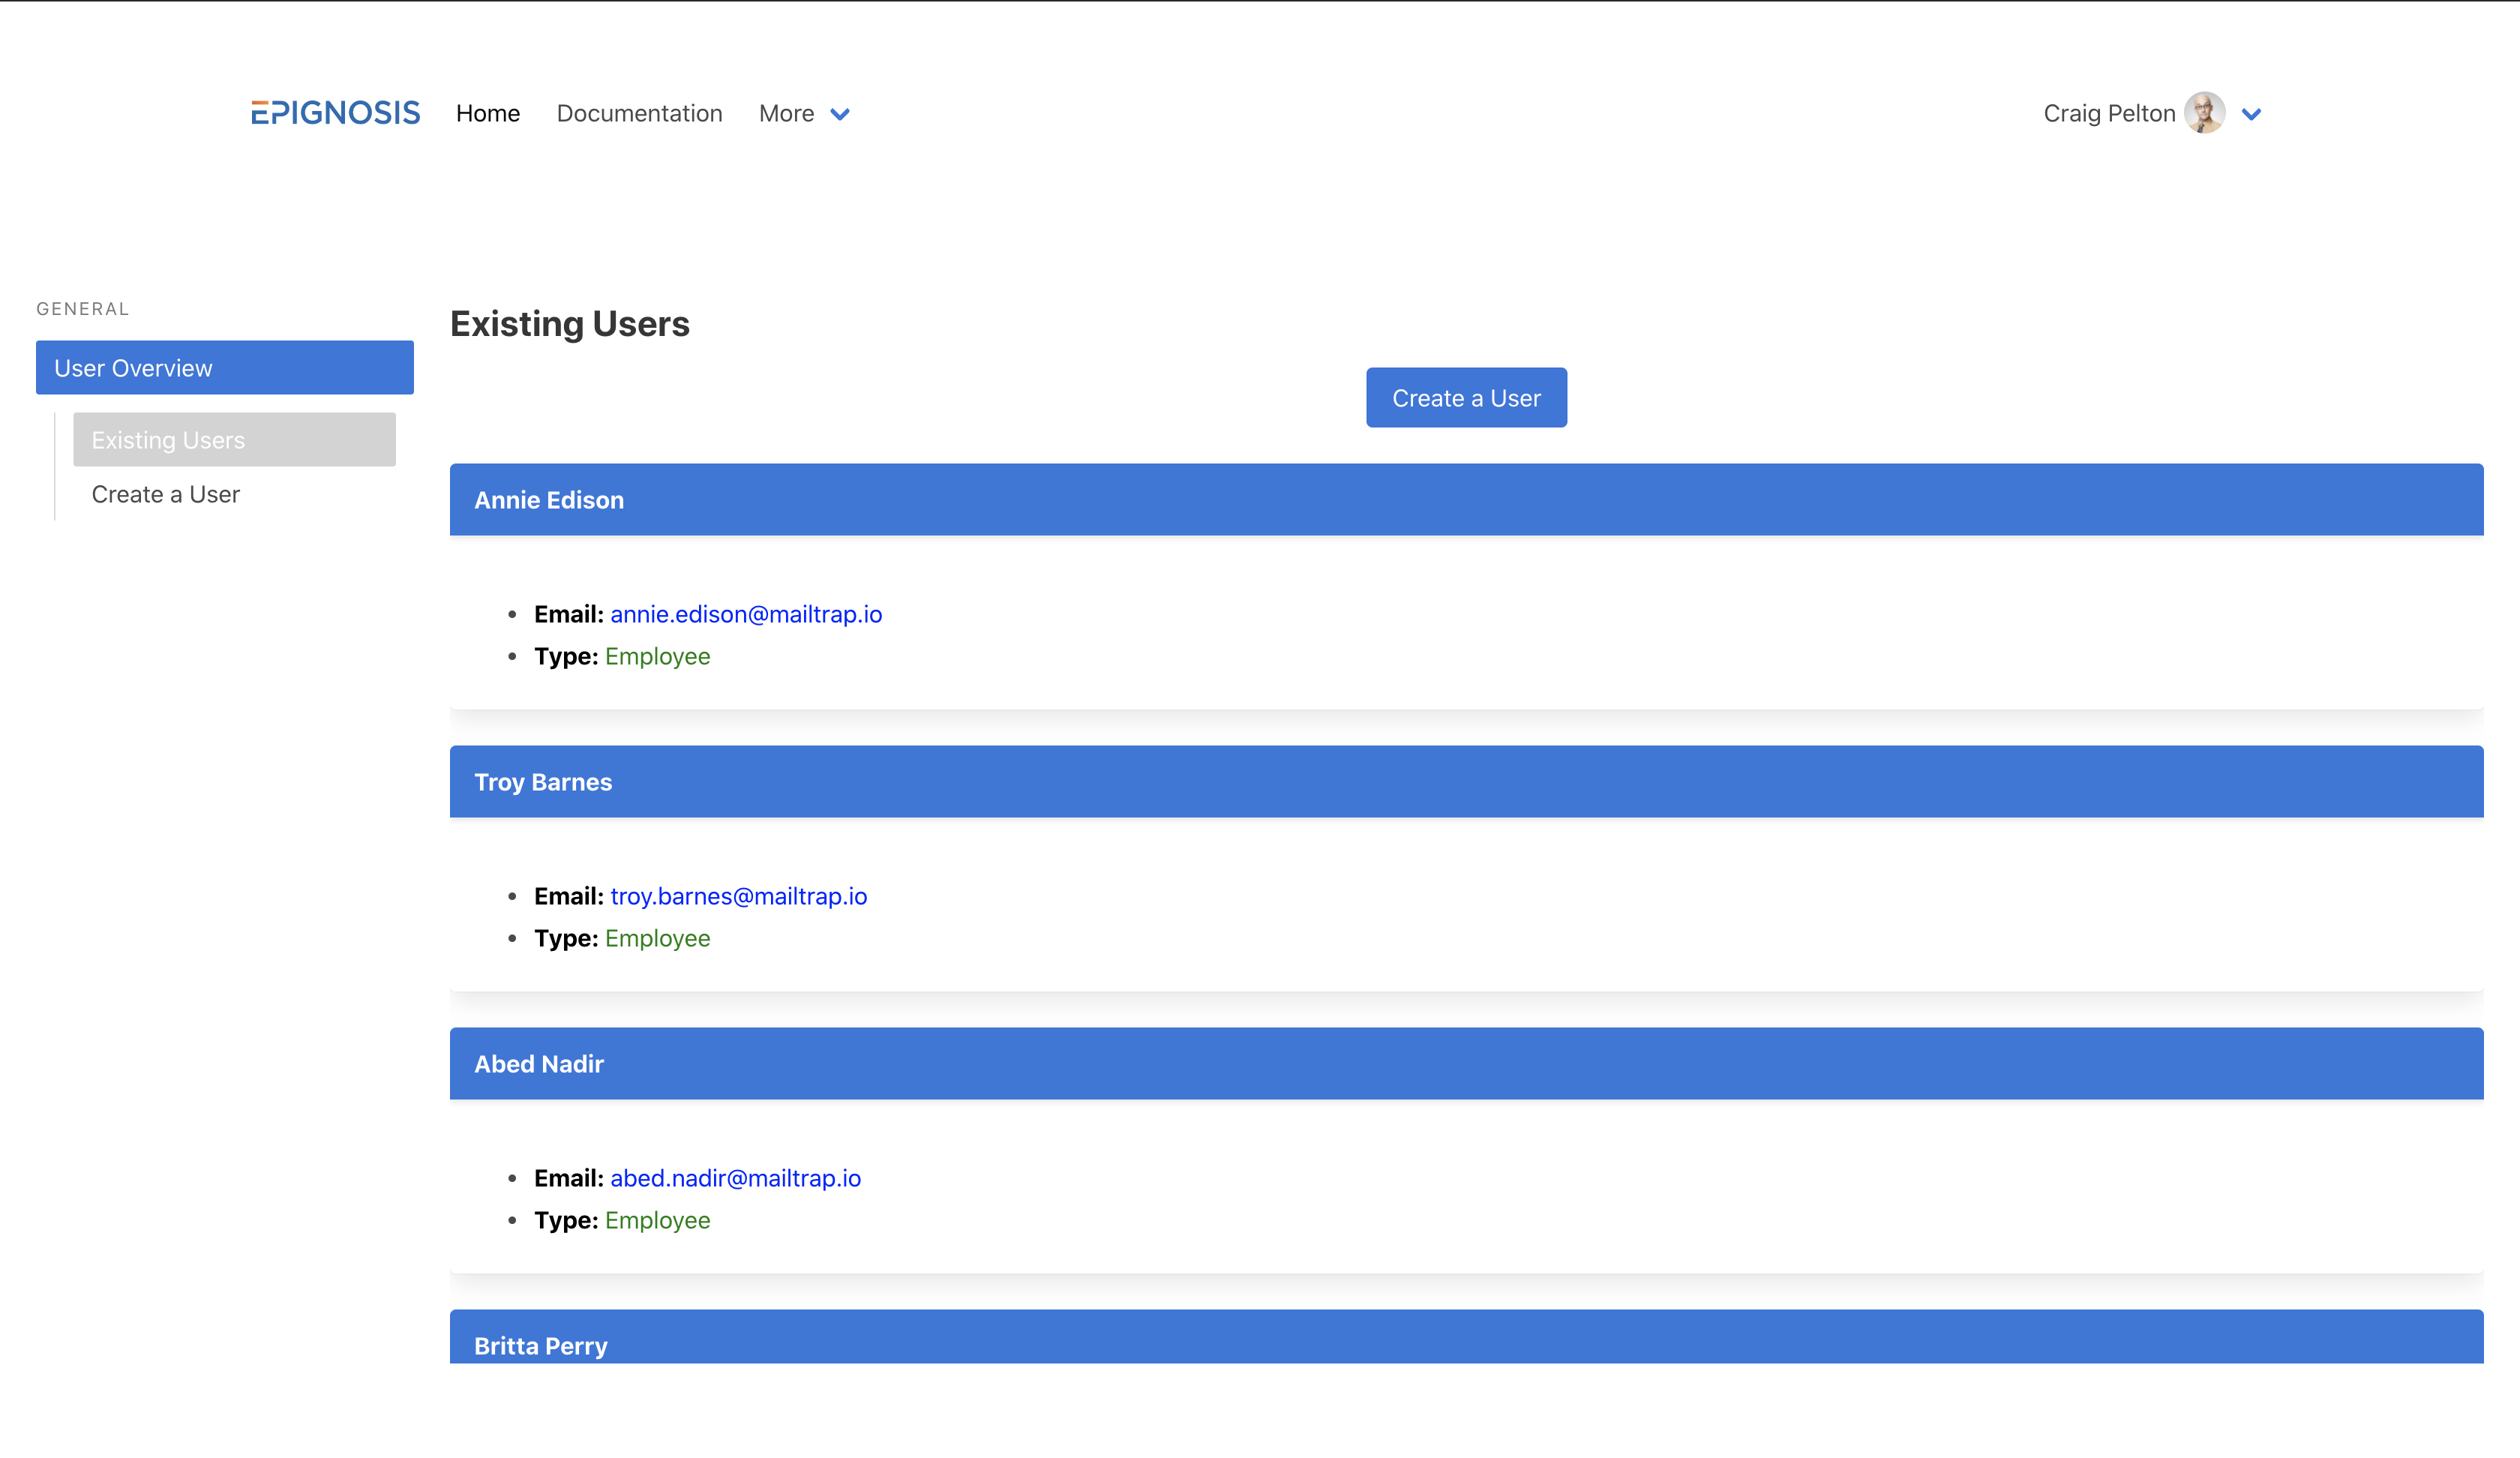 EPIGNOSIS Home Documentation More Craig Pelton
GENERAL
User Overview
Existing Users
Create a User
Existing Users
Create a User
Annie Edison
Email: annie.edison@mailtrap.io
Type: Employee
Troy Barnes
Email: troy.barnes@mailtrap.io
Type: Employee
Abed Nadir
Email: abed.nadir@mailtrap.io
Type: Employee
Britta Perry